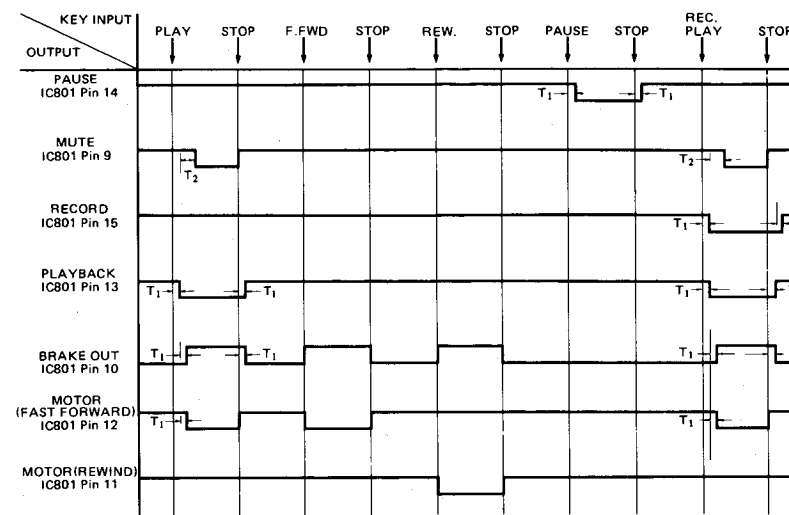 KEY INPUT
OUTPUT
PLAY STOP F.FWD STOP REW. STOP PAUSE STOP REC. PLAY STOP
PAUSE
IC801 Pin 14
T1 T1
MUTE
IC801 Pin 9
T2 T2
RECORD
IC801 Pin 15
T1
PLAYBACK
IC801 Pin 13
T1 T1 T1
BRAKE OUT
IC801 Pin 10
T1 T1 T1
MOTOR
(FAST FORWARD)
IC801 Pin 12
T1 T1
MOTOR(REWIND)
IC801 Pin 11